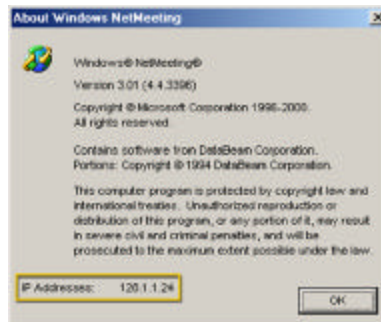 About Windows NetMeeting
Windows® NetMeeting®
Version 3.01 (4.4.3396)
Copyright © Microsoft Corporation 1996-2000.
All rights reserved.
Contains software from DataBeam Corporation.
Portions: Copyright © 1994 DataBeam Corporation.
This computer program is protected by copyright law and
international treaties. Unauthorized reproduction or
distribution of this program, or any portion of it, may result
in severe civil and criminal penalties, and will be
prosecuted to the maximum extent possible under the law.
IP Addresses: 120.1.1.24
OK